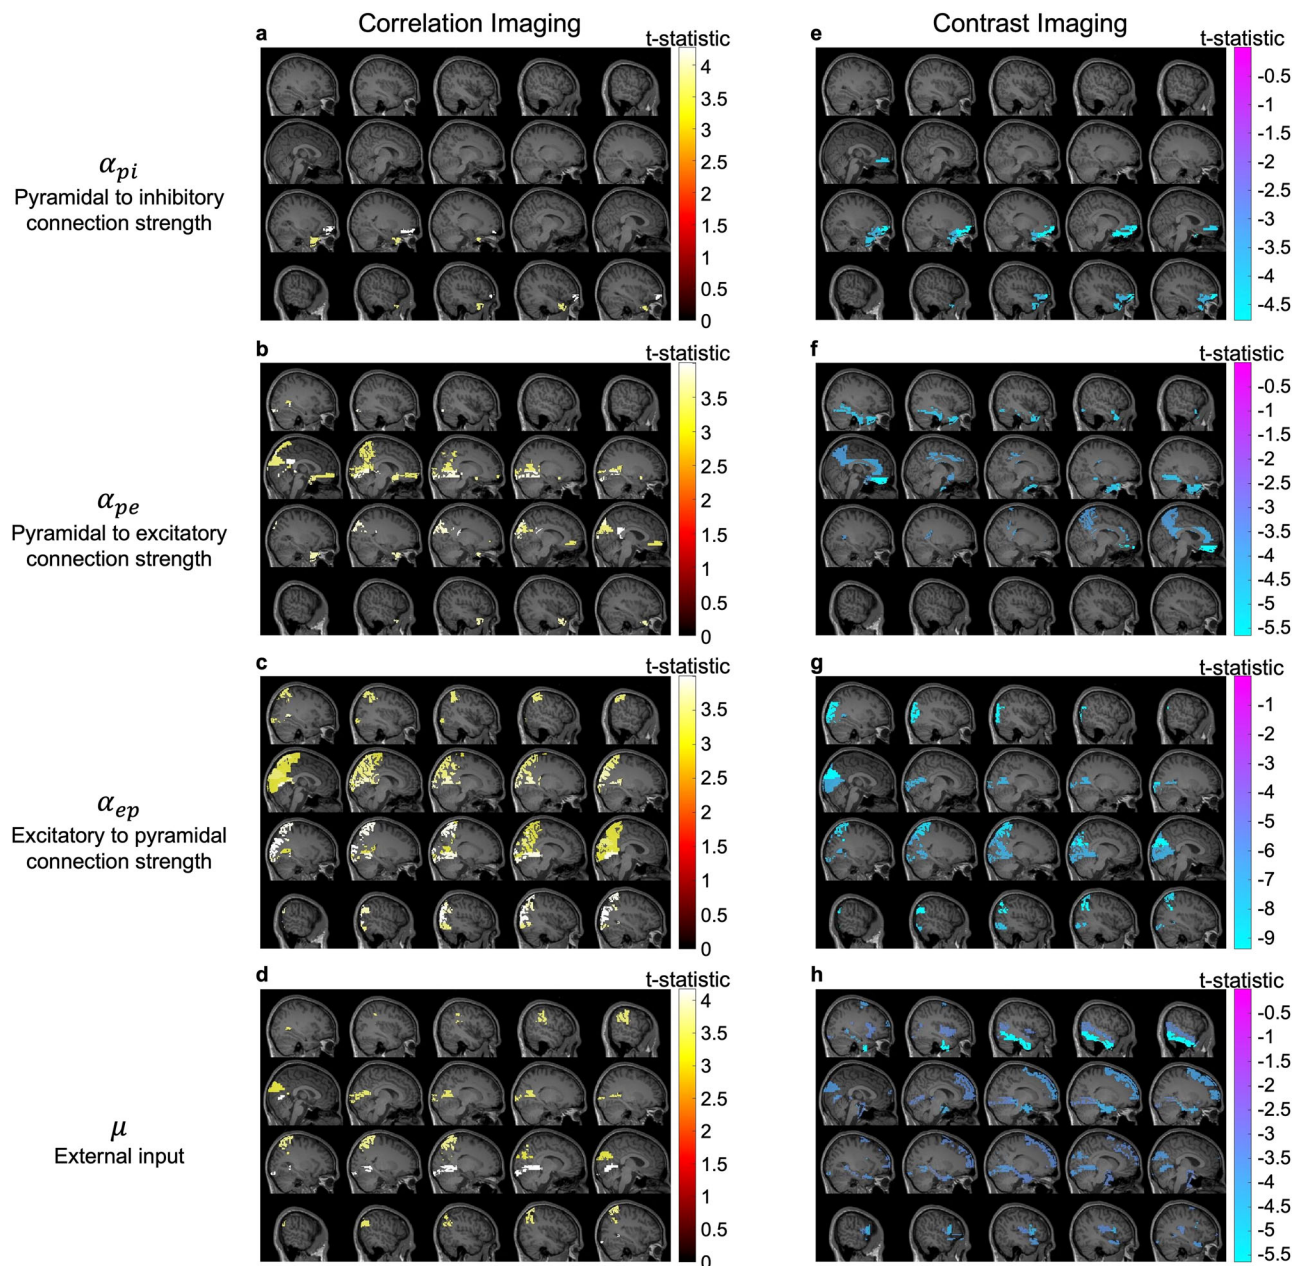 Correlation Imaging
Contrast Imaging
a
t-statistic
4
3.5
3
2.5
2
1.5
1
0.5
0
e
t-statistic
-0.5
-1
-1.5
-2
-2.5
-3
-3.5
-4
-4.5
α_pi
Pyramidal to inhibitory
connection strength
b
t-statistic
3.5
3
2.5
2
1.5
1
0.5
0
f
t-statistic
-0.5
-1
-1.5
-2
-2.5
-3
-3.5
-4
-4.5
-5
-5.5
α_pe
Pyramidal to excitatory
connection strength
c
t-statistic
3.5
3
2.5
2
1.5
1
0.5
0
g
t-statistic
-1
-2
-3
-4
-5
-6
-7
-8
-9
α_ep
Excitatory to pyramidal
connection strength
d
t-statistic
4
3.5
3
2.5
2
1.5
1
0.5
0
h
t-statistic
-0.5
-1
-1.5
-2
-2.5
-3
-3.5
-4
-4.5
-5
-5.5
μ
External input